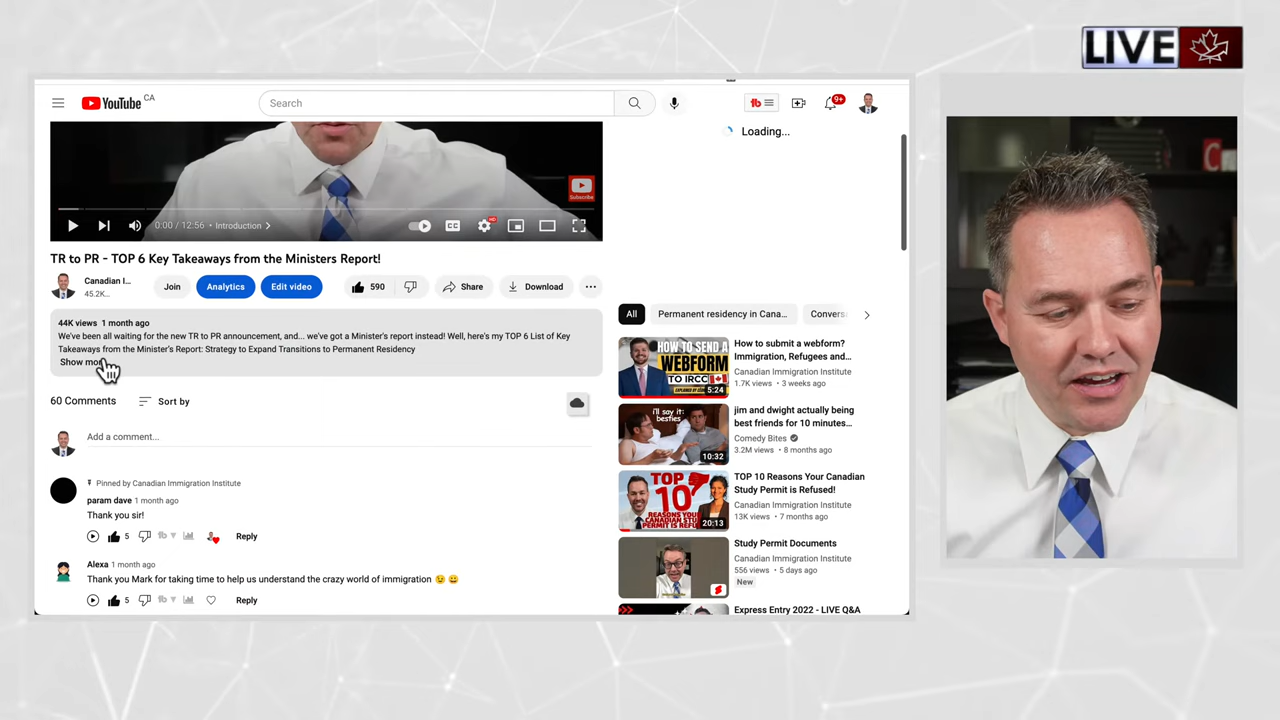 LIVE
YouTube CA
Search
9+
Loading...
Subscribe
0:00 / 12:56 • Introduction
CC
HD
TR to PR - TOP 6 Key Takeaways from the Ministers Report!
Canadian I...
45.2K...
Join
Analytics
Edit video
590
Share
Download
44K views 1 month ago
We've been all waiting for the new TR to PR announcement, and... we've got a Minister's report instead! Well, here's my TOP 6 List of Key
Takeaways from the Minister's Report: Strategy to Expand Transitions to Permanent Residency
Show
60 Comments
Sort by
Add a comment...
Pinned by Canadian Immigration Institute
param dave 1 month ago
Thank you sir!
5
Reply
Alexa 1 month ago
Thank you Mark for taking time to help us understand the crazy world of immigration 😉 😄
5
Reply
All
Permanent residency in Cana...
HOW TO SEND A
WEBFORM
TO IRCC
5:24
How to submit a webform?
Immigration, Refugees and...
Canadian Immigration Institute
1.7K views • 3 weeks ago
i'll say it:
besties
10:32
jim and dwight actually being
best friends for 10 minutes...
Comedy Bites
3.2M views • 8 months ago
TOP
10
REASONS YOUR
CANADIAN STUDY
PERMIT IS
20:13
TOP 10 Reasons Your Canadian
Study Permit is Refused!
Canadian Immigration Institute
13K views • 7 months ago
Study Permit Documents
Canadian Immigration Institute
556 views • 5 days ago
New
Express Entry 2022 - LIVE Q&A